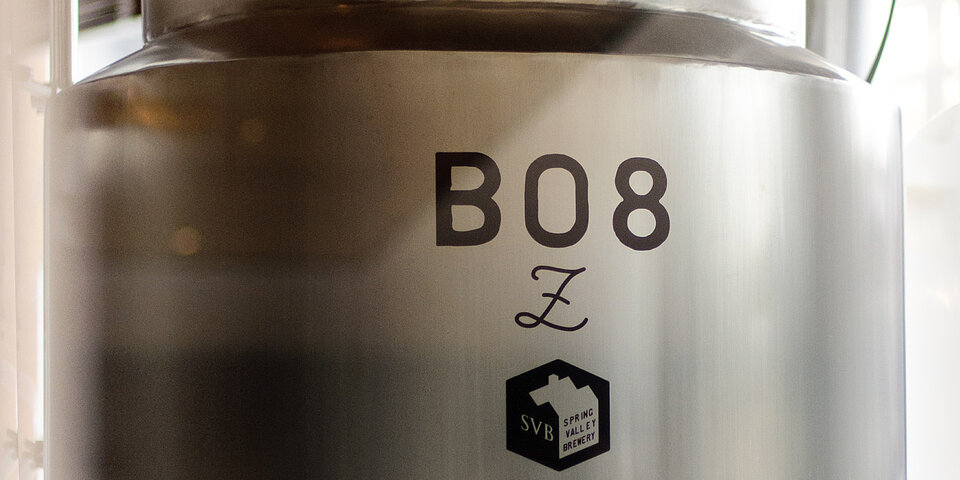 B08
Z
SVB
SPRING
VALLEY
BREWERY